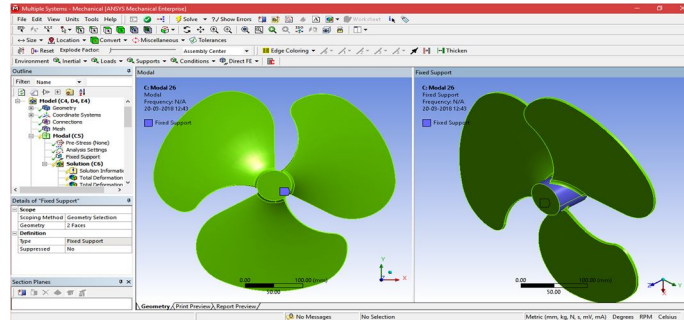 Multiple Systems - Mechanical [ANSYS Mechanical Enterprise]
File Edit View Units Tools Help Solve ?/ Show Errors Worksheet
Size Location Convert Miscellaneous Tolerances
Reset Explode Factor: Assembly Center Edge Coloring Thicken
Environment Inertial Loads Supports Conditions Direct FE
Outline
Filter: Name
Model (C4, D4, E4)
Geometry
Coordinate Systems
Connections
Mesh
Modal (C5)
Pre-Stress (None)
Analysis Settings
Fixed Support
Solution (C6)
Solution Informatic
Total Deformation
Total Deformation
Details of "Fixed Support"
Scope
Scoping Method Geometry Selection
Geometry 2 Faces
Definition
Type Fixed Support
Suppressed No
Section Planes
Modal
C: Modal 26
Modal
Frequency: N/A
20-03-2018 12:43
Fixed Support
0.00 100.00 (mm)
50.00
Y
X
Fixed Support
C: Modal 26
Fixed Support
Frequency: N/A
20-03-2018 12:43
Fixed Support
0.00 100.00 (mm)
50.00
Y
Z X
Geometry Print Preview Report Preview
No Messages No Selection Metric (mm, kg, N, s, mV, mA) Degrees RPM Celsius